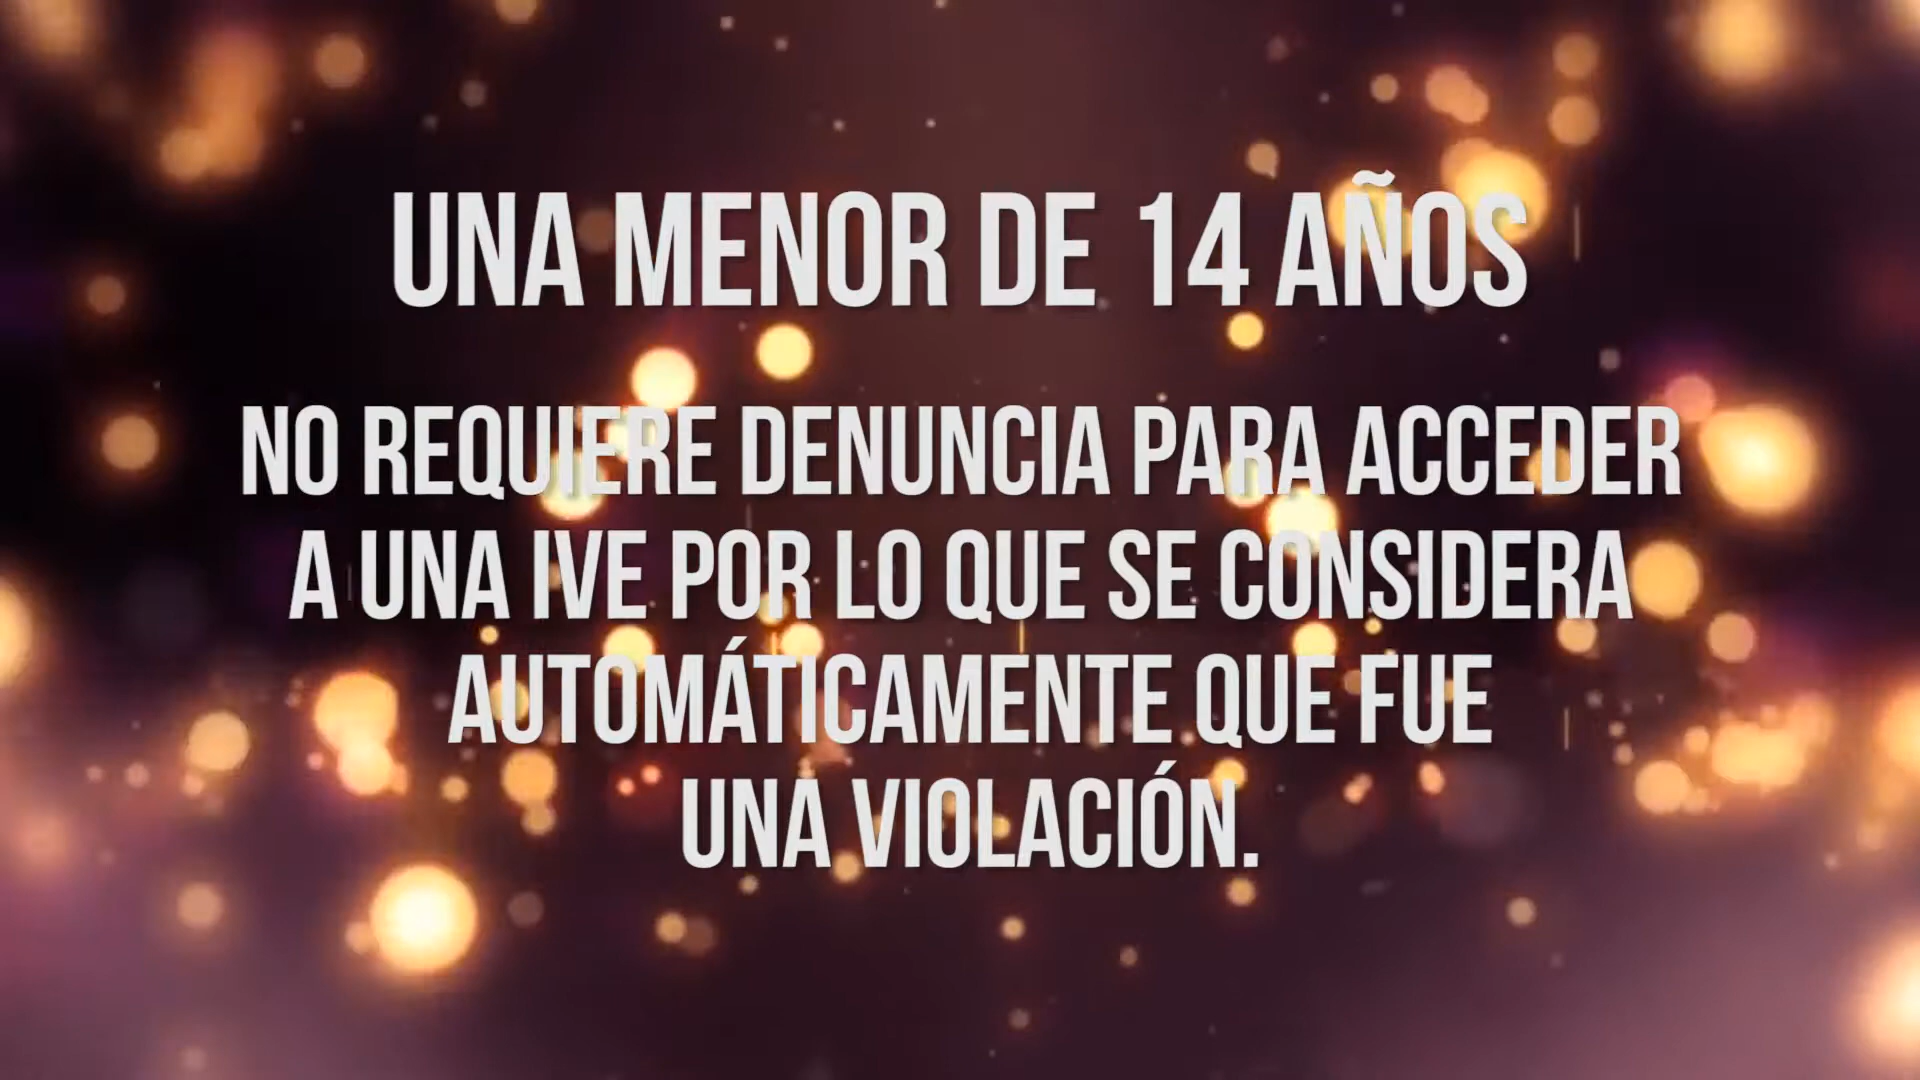 UNA MENOR DE 14 AÑOS
NO REQUIERE DENUNCIA PARA ACCEDER
A UNA IVE POR LO QUE SE CONSIDERA
AUTOMÁTICAMENTE QUE FUE
UNA VIOLACIÓN.